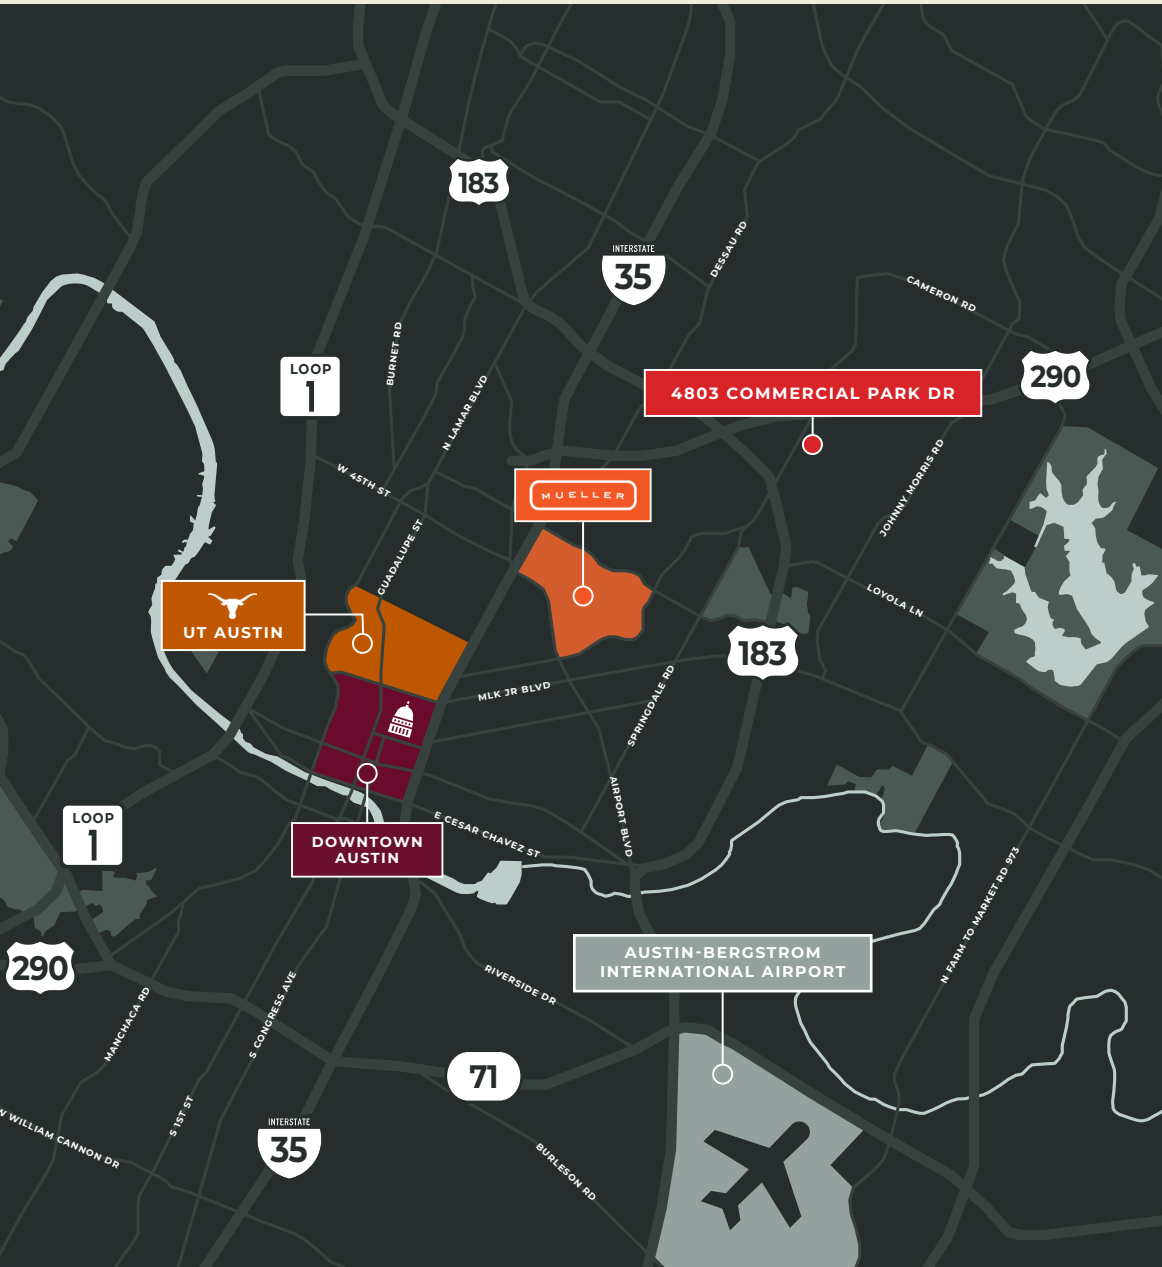 183
INTERSTATE
35
DESSAU RD
CAMERON RD
BURNET RD
LOOP
1
N LAMAR BLVD
290
4803 COMMERCIAL PARK DR
JOHNNY MORRIS RD
W 45TH ST
MUELLER
GUADALUPE ST
LOYOLA LN
UT AUSTIN
183
MLK JR BLVD
SPRINGDALE RD
AIRPORT BLVD
LOOP
1
E CESAR CHAVEZ ST
DOWNTOWN
AUSTIN
N FARM TO MARKET RD 973
290
AUSTIN-BERGSTROM
INTERNATIONAL AIRPORT
RIVERSIDE DR
S CONGRESS AVE
MANCHACA RD
71
S 1ST ST
INTERSTATE
35
W WILLIAM CANNON DR
BURLESON RD